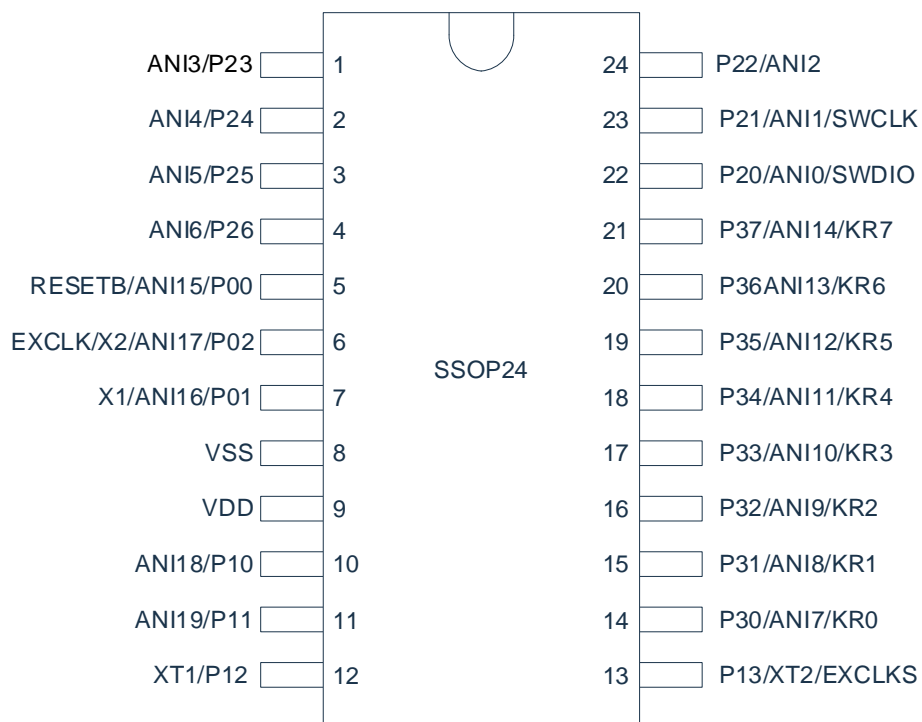 ANI3/P23 1 24 P22/ANI2
ANI4/P24 2 23 P21/ANI1/SWCLK
ANI5/P25 3 22 P20/ANI0/SWDIO
ANI6/P26 4 21 P37/ANI14/KR7
RESETB/ANI15/P00 5 20 P36ANI13/KR6
EXCLK/X2/ANI17/P02 6 19 P35/ANI12/KR5
SSOP24
X1/ANI16/P01 7 18 P34/ANI11/KR4
VSS 8 17 P33/ANI10/KR3
VDD 9 16 P32/ANI9/KR2
ANI18/P10 10 15 P31/ANI8/KR1
ANI19/P11 11 14 P30/ANI7/KR0
XT1/P12 12 13 P13/XT2/EXCLKS